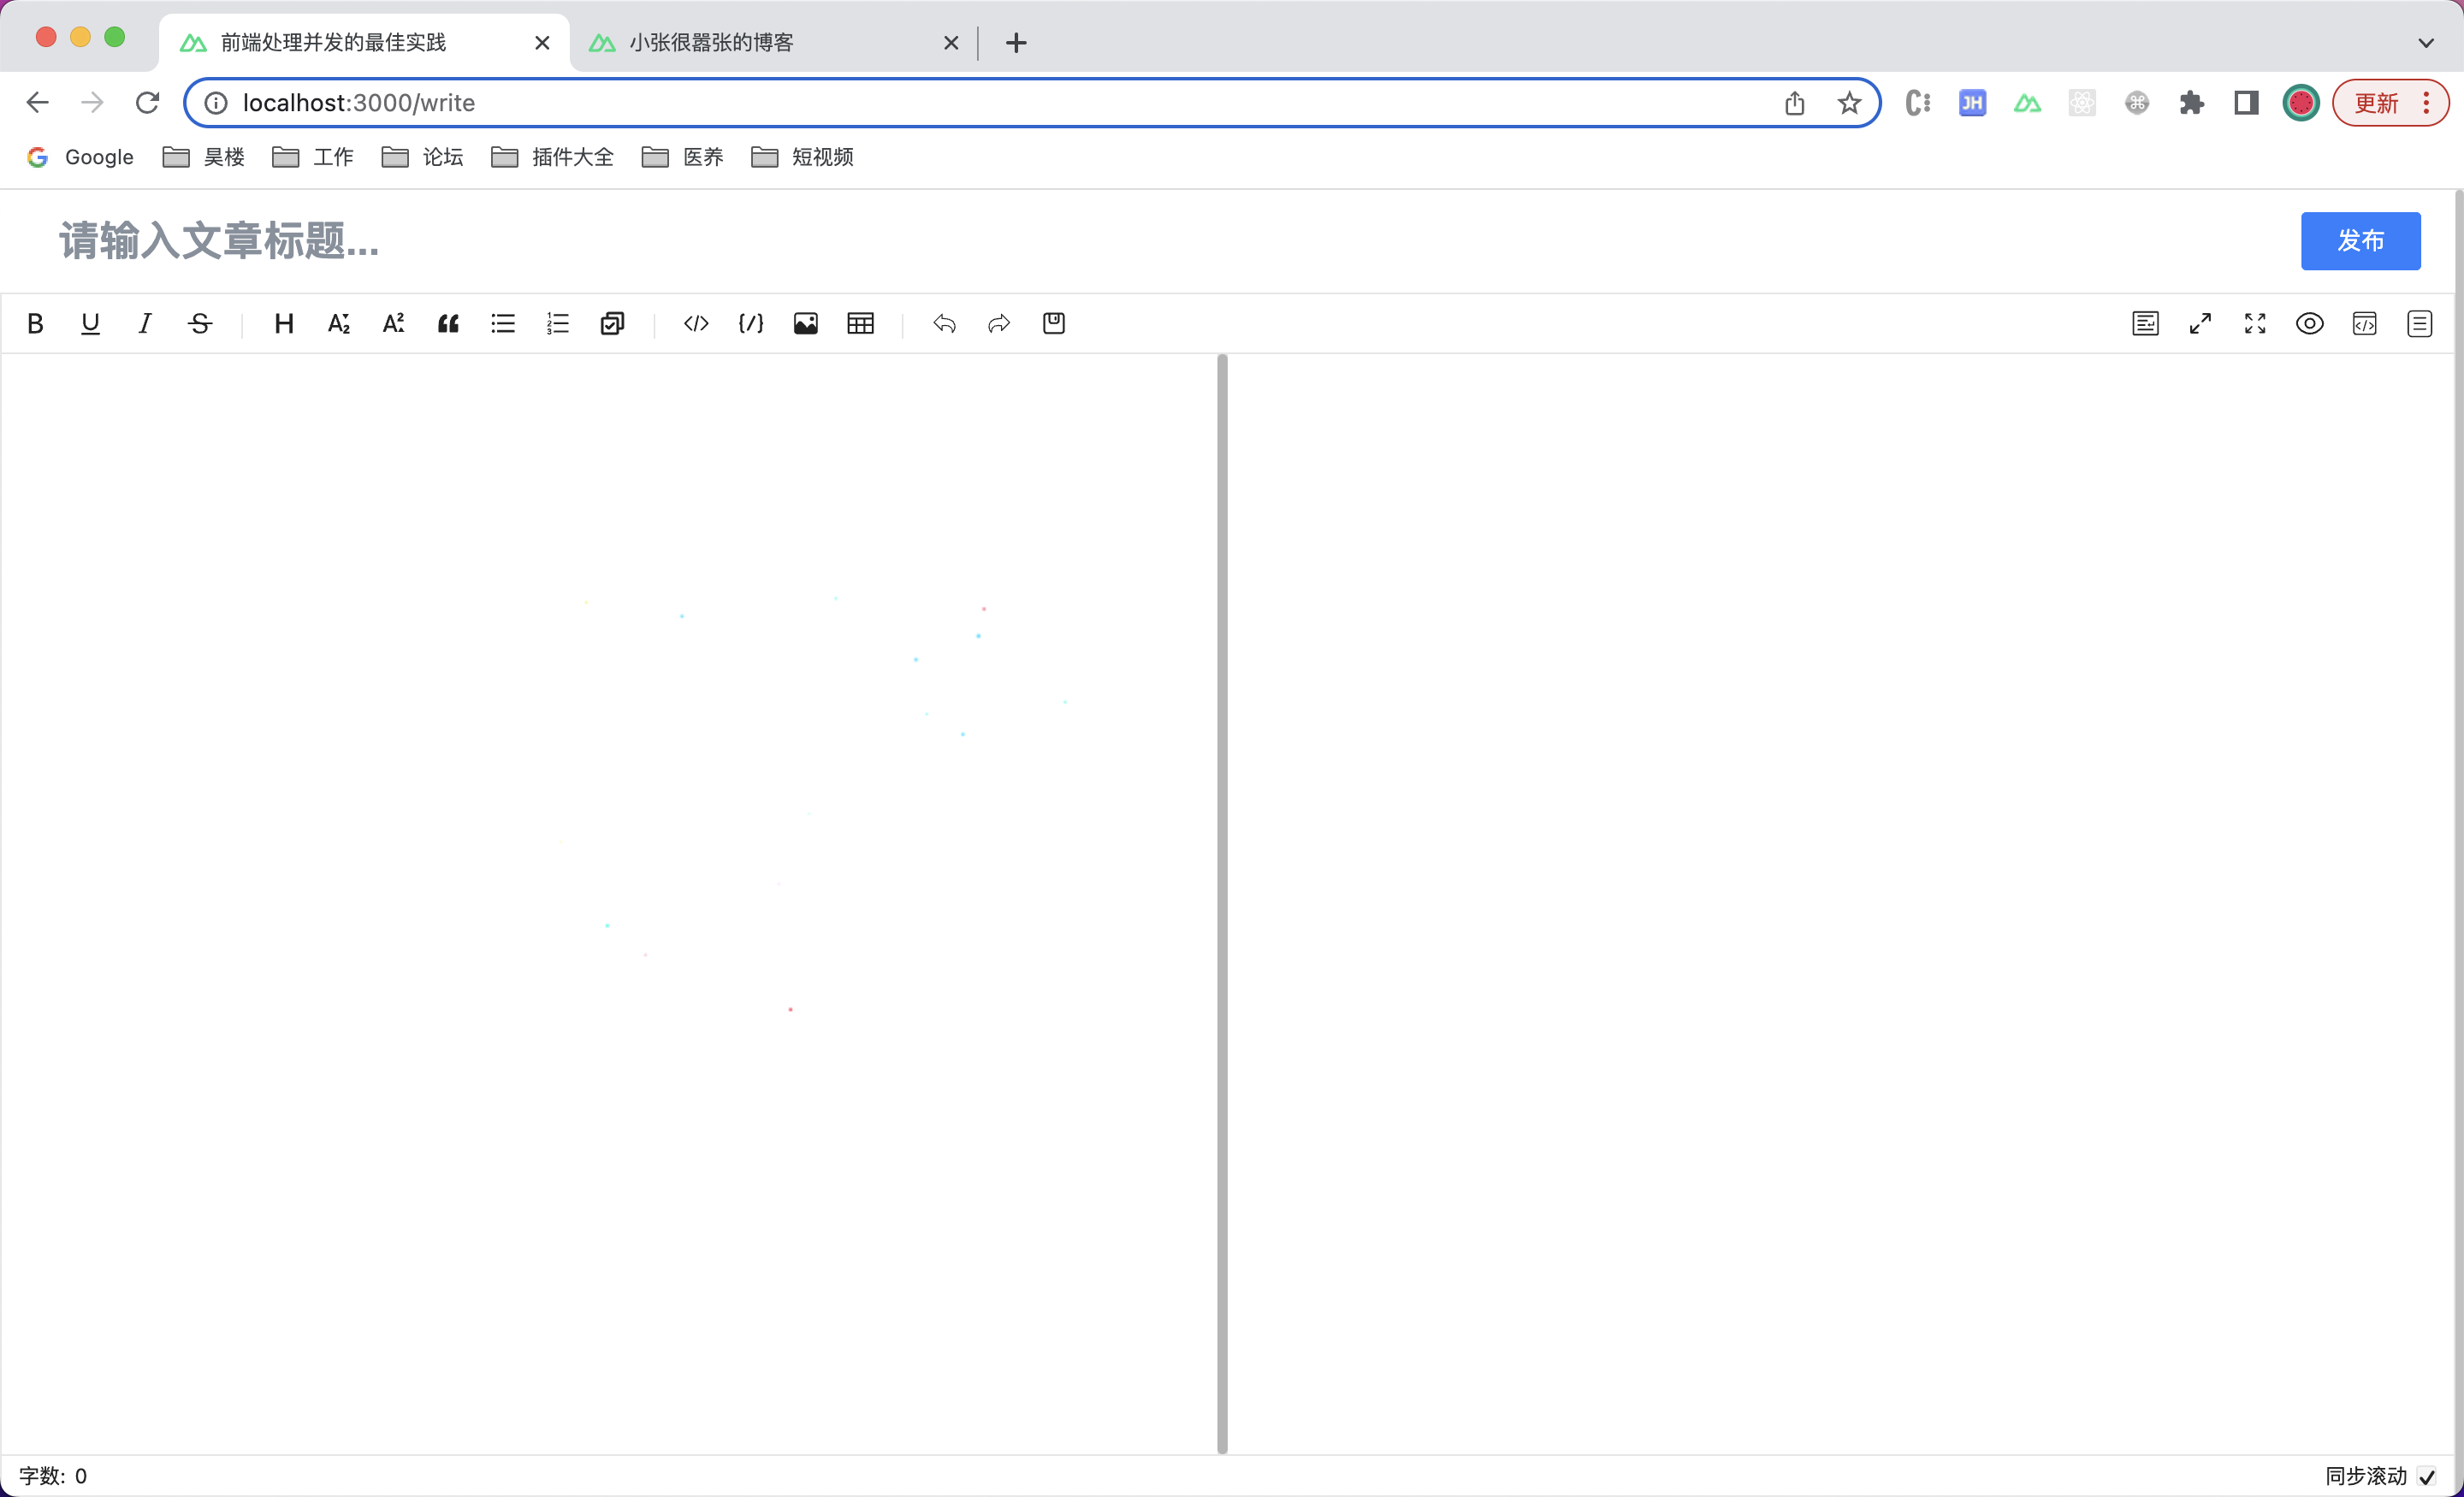 前端处理并发的最佳实践
小张很嚣张的博客
localhost:3000/write
JH
更新
Google
昊楼
工作
论坛
插件大全
医养
短视频
请输入文章标题...
发布
字数: 0
同步滚动